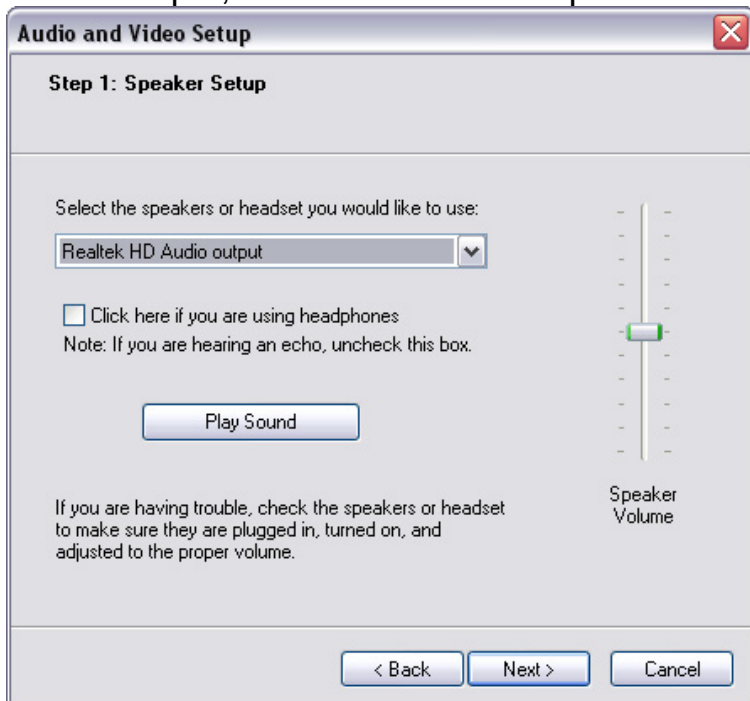 Audio and Video Setup
Step 1: Speaker Setup
Select the speakers or headset you would like to use:
Realtek HD Audio output
Click here if you are using headphones
Note: If you are hearing an echo, uncheck this box.
Play Sound
If you are having trouble, check the speakers or headset
to make sure they are plugged in, turned on, and
adjusted to the proper volume.
Speaker
Volume
< Back
Next >
Cancel